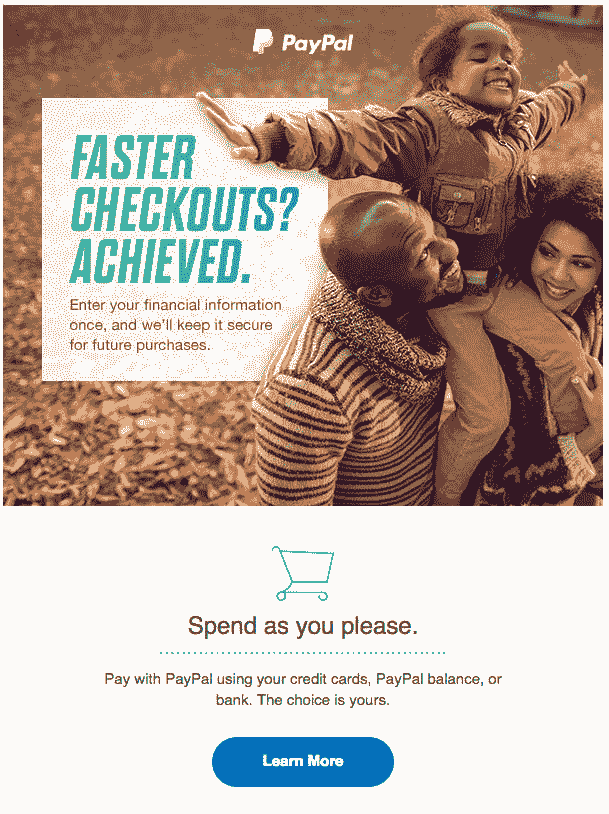 PayPal
FASTER
CHECKOUTS?
ACHIEVED.
Enter your financial information
once, and we'll keep it secure
for future purchases.
Spend as you please.
Pay with PayPal using your credit cards, PayPal balance, or
bank. The choice is yours.
Learn More